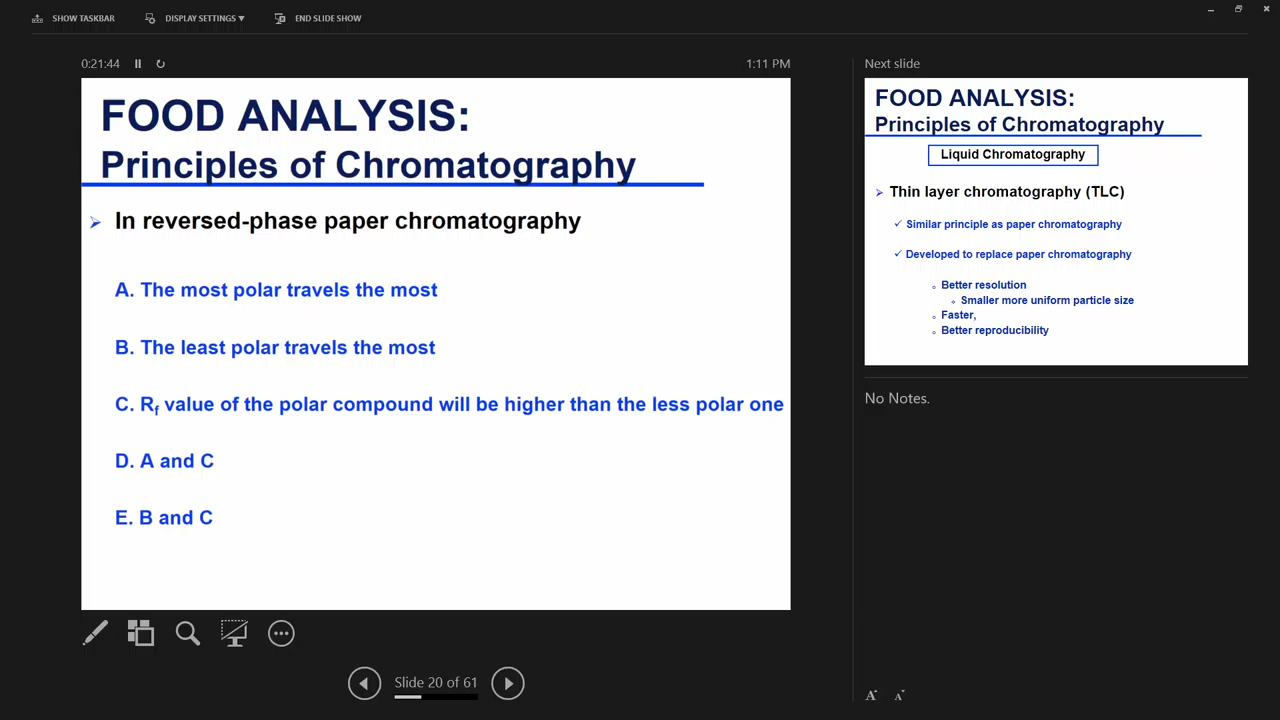 SHOW TASKBAR
DISPLAY SETTINGS ▼
END SLIDE SHOW
0:21:44
1:11 PM
FOOD ANALYSIS:
Principles of Chromatography
In reversed-phase paper chromatography
A. The most polar travels the most
B. The least polar travels the most
C. Rf value of the polar compound will be higher than the less polar one
D. A and C
E. B and C
Slide 20 of 61
Next slide
FOOD ANALYSIS:
Principles of Chromatography
Liquid Chromatography
Thin layer chromatography (TLC)
Similar principle as paper chromatography
Developed to replace paper chromatography
Better resolution
Smaller more uniform particle size
Faster,
Better reproducibility
No Notes.
A
A